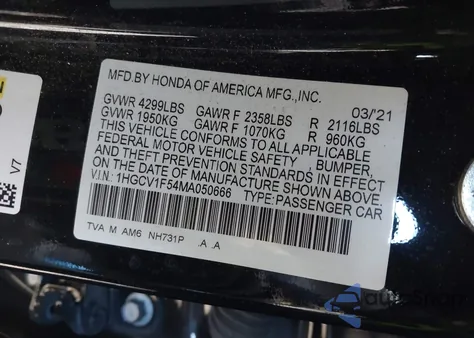 MFD.BY HONDA OF AMERICA MFG.,INC.
03/'21
GVWR 4299LBS GAWR F 2358LBS R 2116LBS
GVWR 1950KG GAWR F 1070KG R 960KG
THIS VEHICLE CONFORMS TO ALL APPLICABLE
FEDERAL MOTOR VEHICLE SAFETY , BUMPER,
AND THEFT PREVENTION STANDARDS IN EFFECT
ON THE DATE OF MANUFACTURE SHOWN ABOVE.
V.I.N: 1HGCV1F54MA050666 TYPE:PASSENGER CAR
TVA M AM6 NH731P .A .A
V7